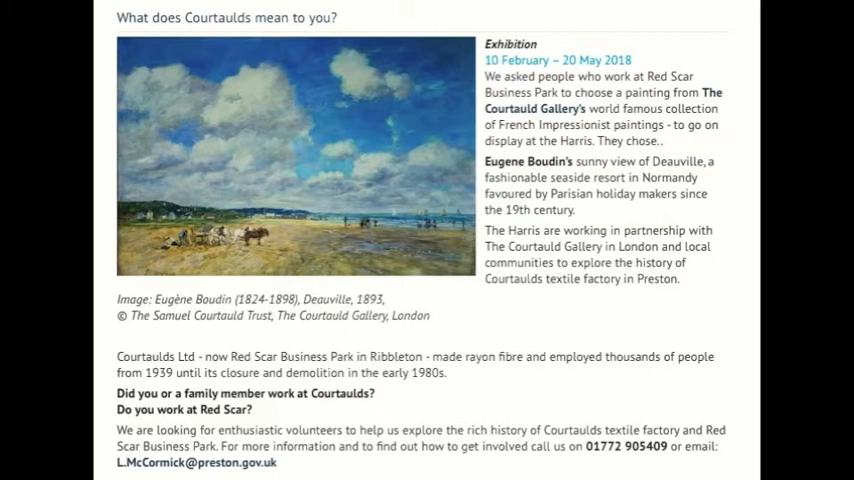 What does Courtaulds mean to you?
Exhibition
10 February – 20 May 2018
We asked people who work at Red Scar
Business Park to choose a painting from The
Courtauld Gallery's world famous collection
of French Impressionist paintings - to go on
display at the Harris. They chose..
Eugene Boudin's sunny view of Deauville, a
fashionable seaside resort in Normandy
favoured by Parisian holiday makers since
the 19th century.
The Harris are working in partnership with
The Courtauld Gallery in London and local
communities to explore the history of
Courtaulds textile factory in Preston.
Image: Eugène Boudin (1824-1898), Deauville, 1893,
© The Samuel Courtauld Trust, The Courtauld Gallery, London
Courtaulds Ltd - now Red Scar Business Park in Ribbleton - made rayon fibre and employed thousands of people
from 1939 until its closure and demolition in the early 1980s.
Did you or a family member work at Courtaulds?
Do you work at Red Scar?
We are looking for enthusiastic volunteers to help us explore the rich history of Courtaulds textile factory and Red
Scar Business Park. For more information and to find out how to get involved call us on 01772 905409 or email:
L.McCormick@preston.gov.uk